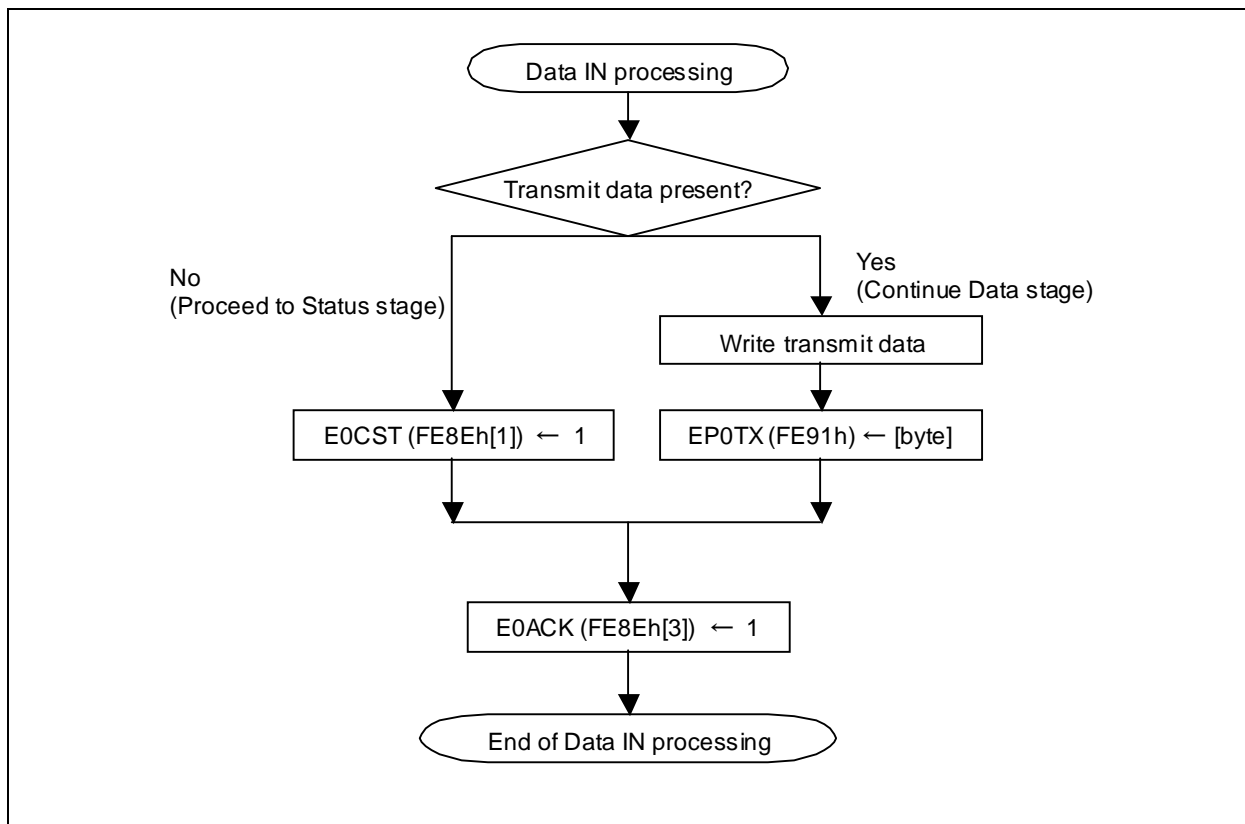 Data IN processing
Transmit data present?
No
(Proceed to Status stage)
Yes
(Continue Data stage)
Write transmit data
E0CST (FE8Eh[1]) ← 1
EP0TX (FE91h) ← [byte]
E0ACK (FE8Eh[3]) ← 1
End of Data IN processing